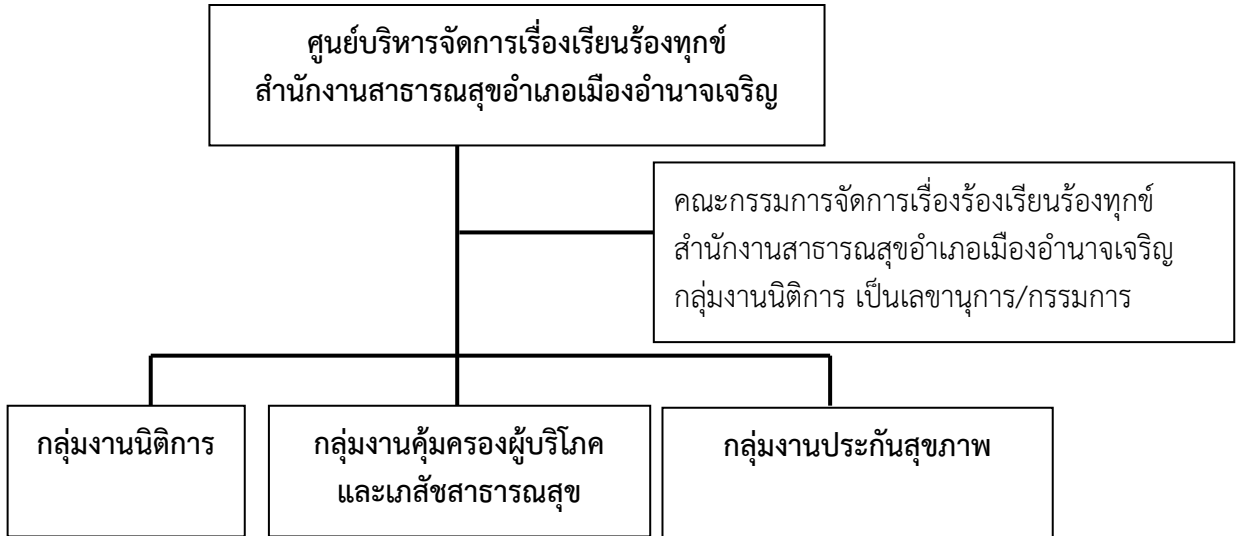 ศูนย์บริหารจัดการเรื่องเรียนร้องทุกข์
สำนักงานสาธารณสุขอำเภอเมืองอำนาจเจริญ
คณะกรรมการจัดการเรื่องร้องเรียนร้องทุกข์
สำนักงานสาธารณสุขอำเภอเมืองอำนาจเจริญ
กลุ่มงานนิติการ เป็นเลขานุการ/กรรมการ
กลุ่มงานนิติการ
กลุ่มงานคุ้มครองผู้บริโภค
และเภสัชสาธารณสุข
กลุ่มงานประกันสุขภาพ